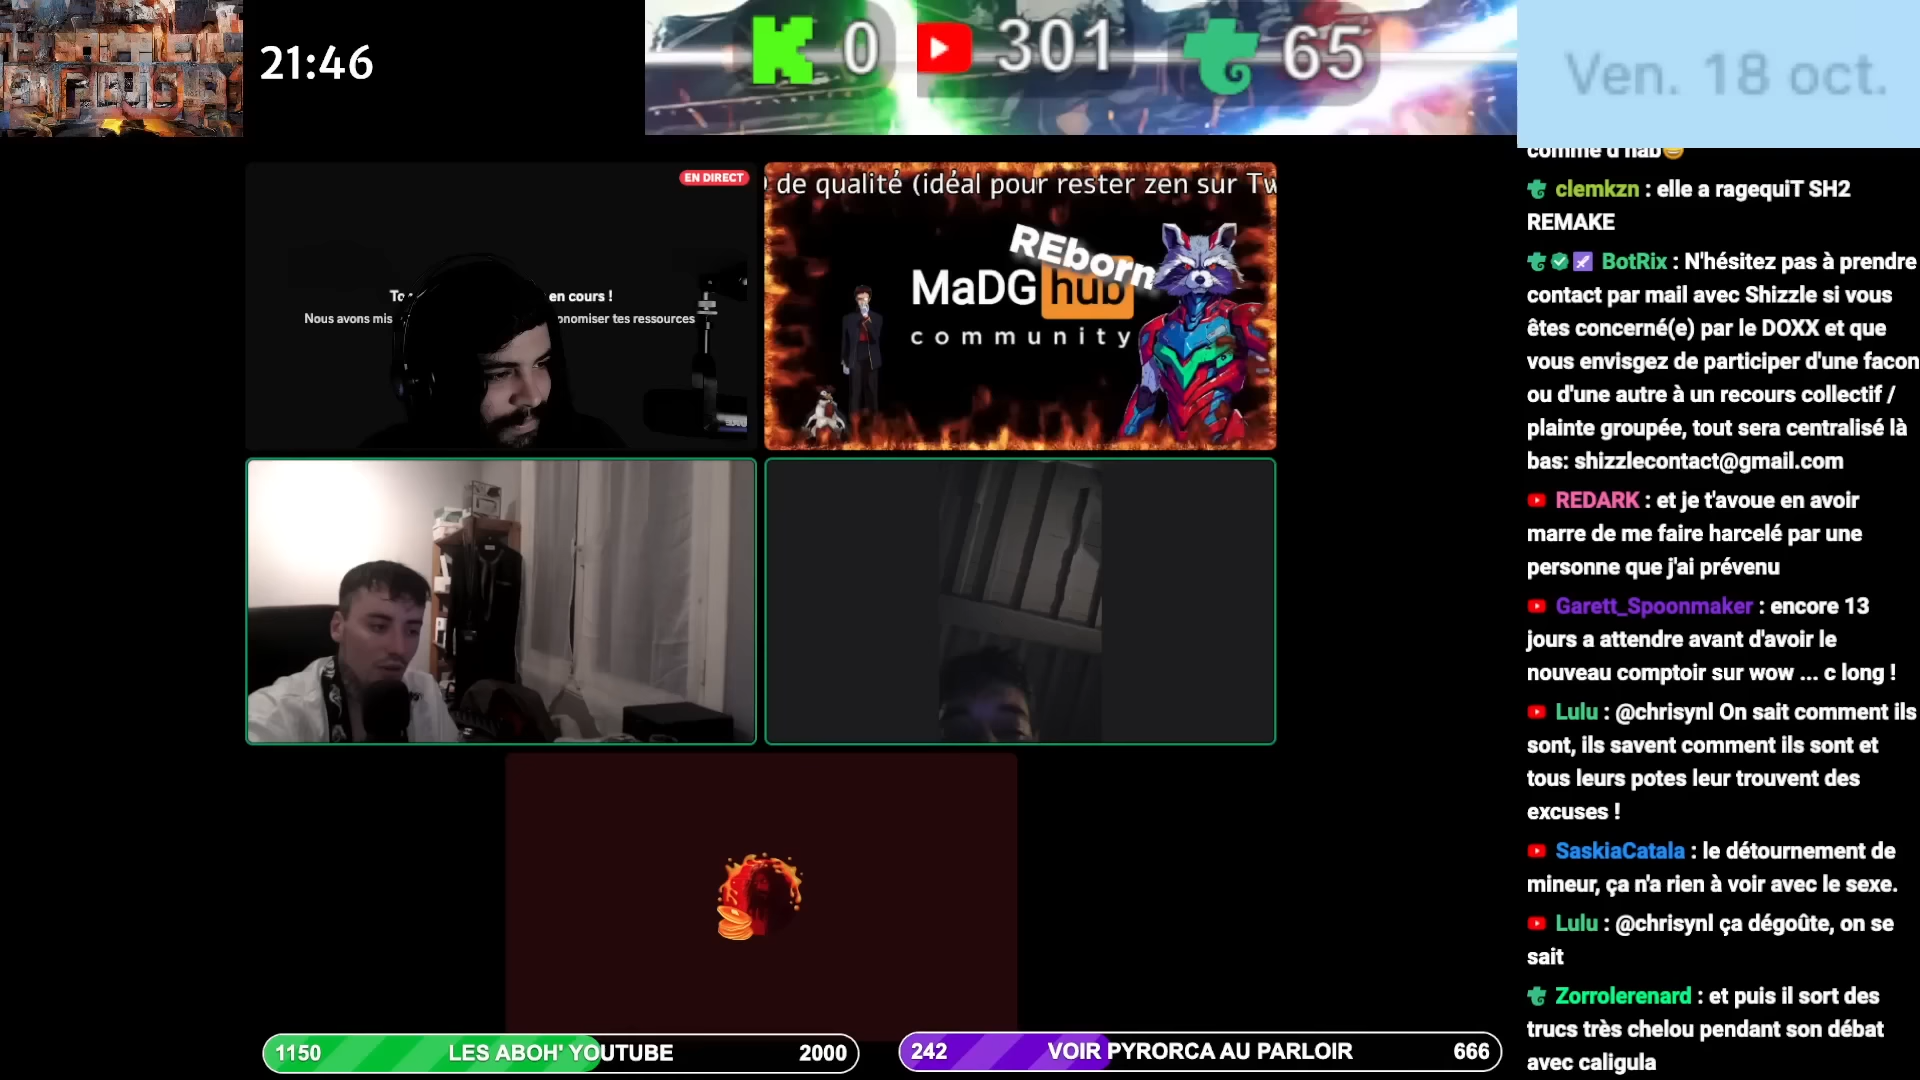 21:46
0
301
65
Ven. 18 oct.
EN DIRECT
en cours !
Nous avons mis
onomiser tes ressources
de qualité (idéal pour rester zen sur Tw
REborn
MaDG hub
community
comme d'hab
clemkzn : elle a ragequiT SH2
REMAKE
BotRix : N'hésitez pas à prendre
contact par mail avec Shizzle si vous
êtes concerné(e) par le DOXX et que
vous envisgez de participer d'une facon
ou d'une autre à un recours collectif /
plainte groupée, tout sera centralisé là
bas: shizzlecontact@gmail.com
REDARK : et je t'avoue en avoir
marre de me faire harcelé par une
personne que j'ai prévenu
Garett_Spoonmaker : encore 13
jours a attendre avant d'avoir le
nouveau comptoir sur wow ... c long !
Lulu : @chrisynl On sait comment ils
sont, ils savent comment ils sont et
tous leurs potes leur trouvent des
excuses !
SaskiaCatala : le détournement de
mineur, ça n'a rien à voir avec le sexe.
Lulu : @chrisynl ça dégoûte, on se
sait
Zorrolerenard : et puis il sort des
trucs très chelou pendant son débat
avec caligula
1150 LES ABOH' YOUTUBE 2000
242 VOIR PYRORCA AU PARLOIR 666